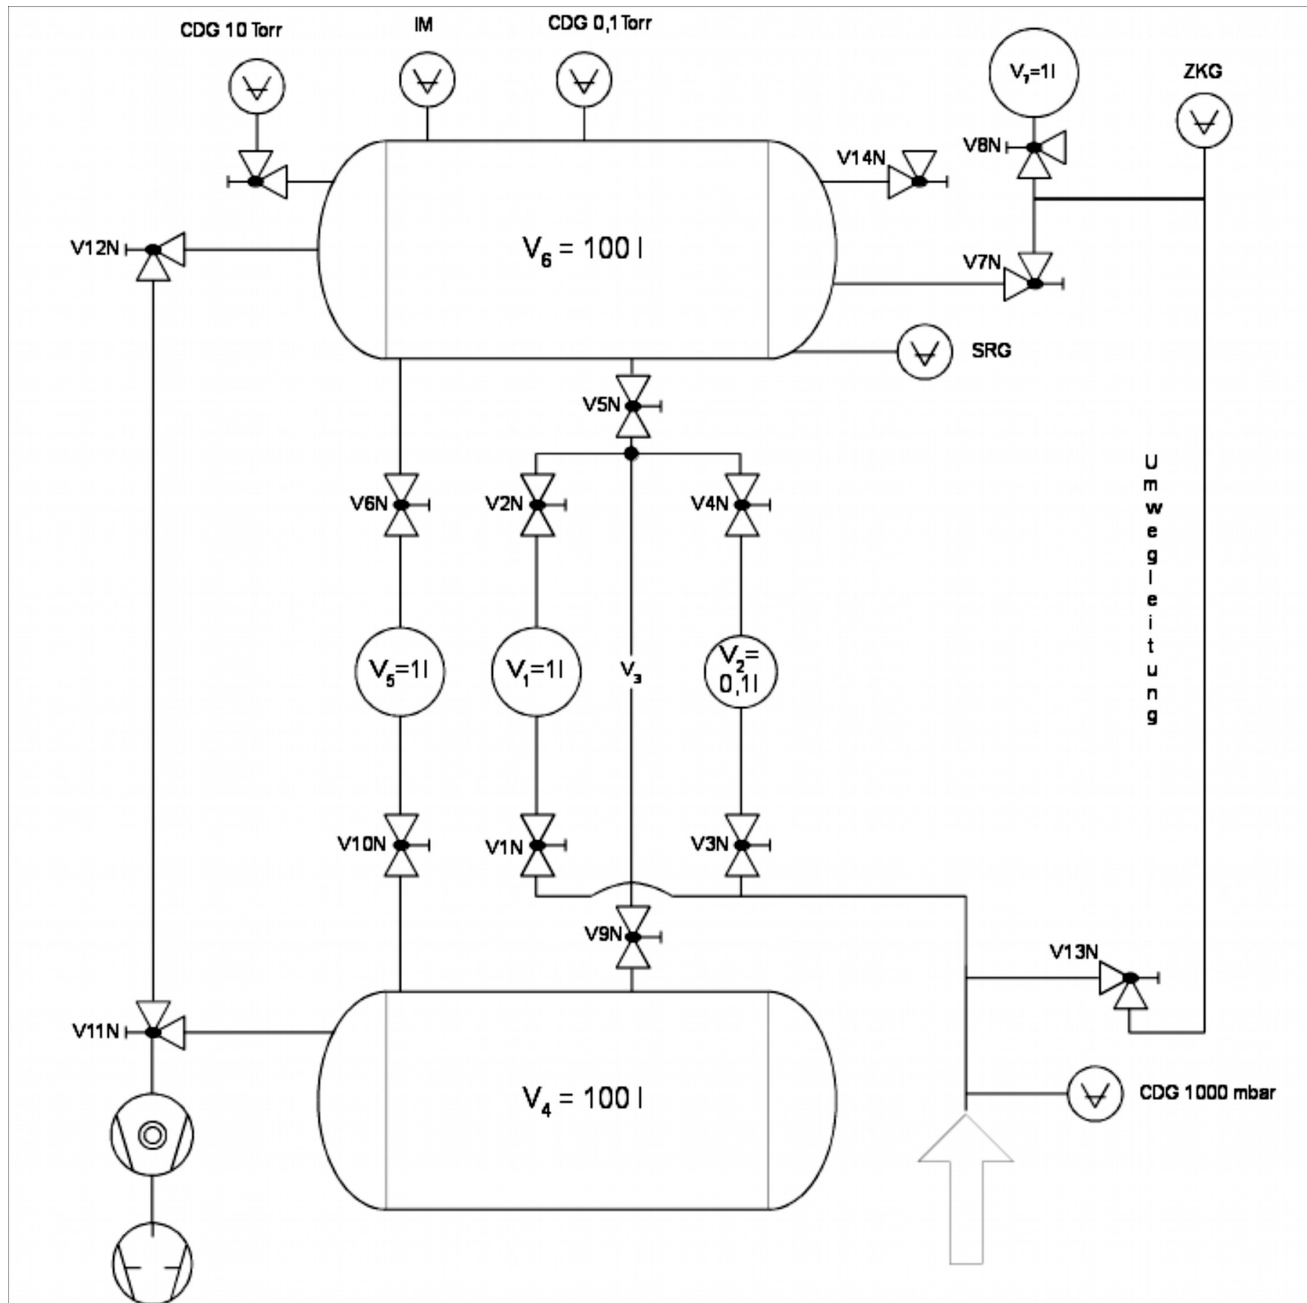 CDG 10 Torr
IM
CDG 0,1Torr
V7=1l
ZKG
V8N
V14N
V12N
V6 = 100 l
V7N
SRG
V5N
V6N
V2N
V4N
Umwegleitung
V5=1l
V1=1l
V3
V2=
0,1l
V10N
V1N
V3N
V9N
V13N
V11N
V4 = 100 l
CDG 1000 mbar